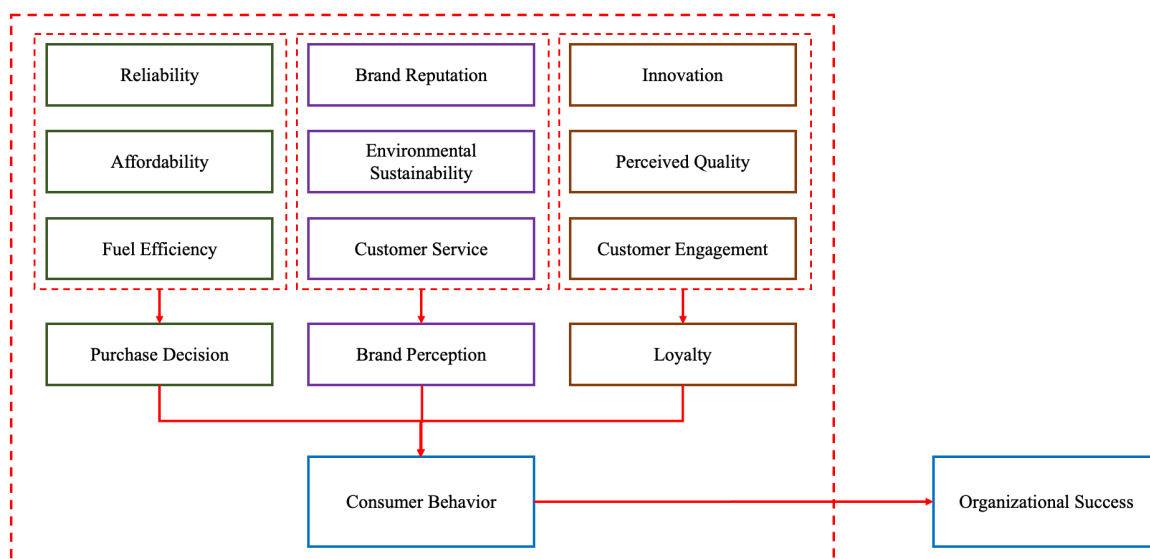 Reliability
Brand Reputation
Innovation
Affordability
Environmental
Sustainability
Perceived Quality
Fuel Efficiency
Customer Service
Customer Engagement
Purchase Decision
Brand Perception
Loyalty
Consumer Behavior
Organizational Success